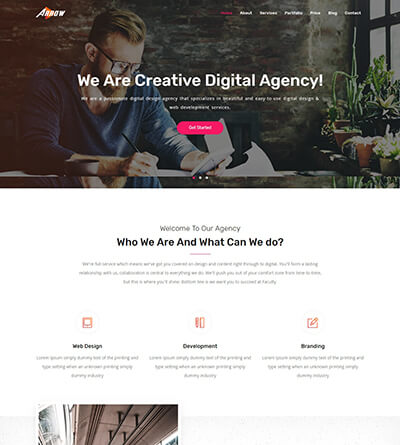 ARROW
Home About Services Portfolio Price Blog Contact
We Are Creative Digital Agency!
We are a passionate digital design agency that specializes in beautiful and easy-to-use digital design &
web development services.
Get Started
Welcome To Our Agency
Who We Are And What Can We do?
We're full service which means we've got you covered on design and content right through to digital. You'll form a lasting
relationship with us, collaboration is central to everything we do. We'll push you out of your comfort zone from time to time,
but this is where you'll shine. Bottom line is we want you to succeed at Faculty.
Web Design Development Branding
Lorem ipsum dymmy text of the printing and Lorem ipsum dymmy text of the printing and Lorem ipsum dymmy text of the printing and
type setting when an unknown printing simply type setting when an unknown printing simply type setting when an unknown printing simply
dummy industry dummy industry dummy industry